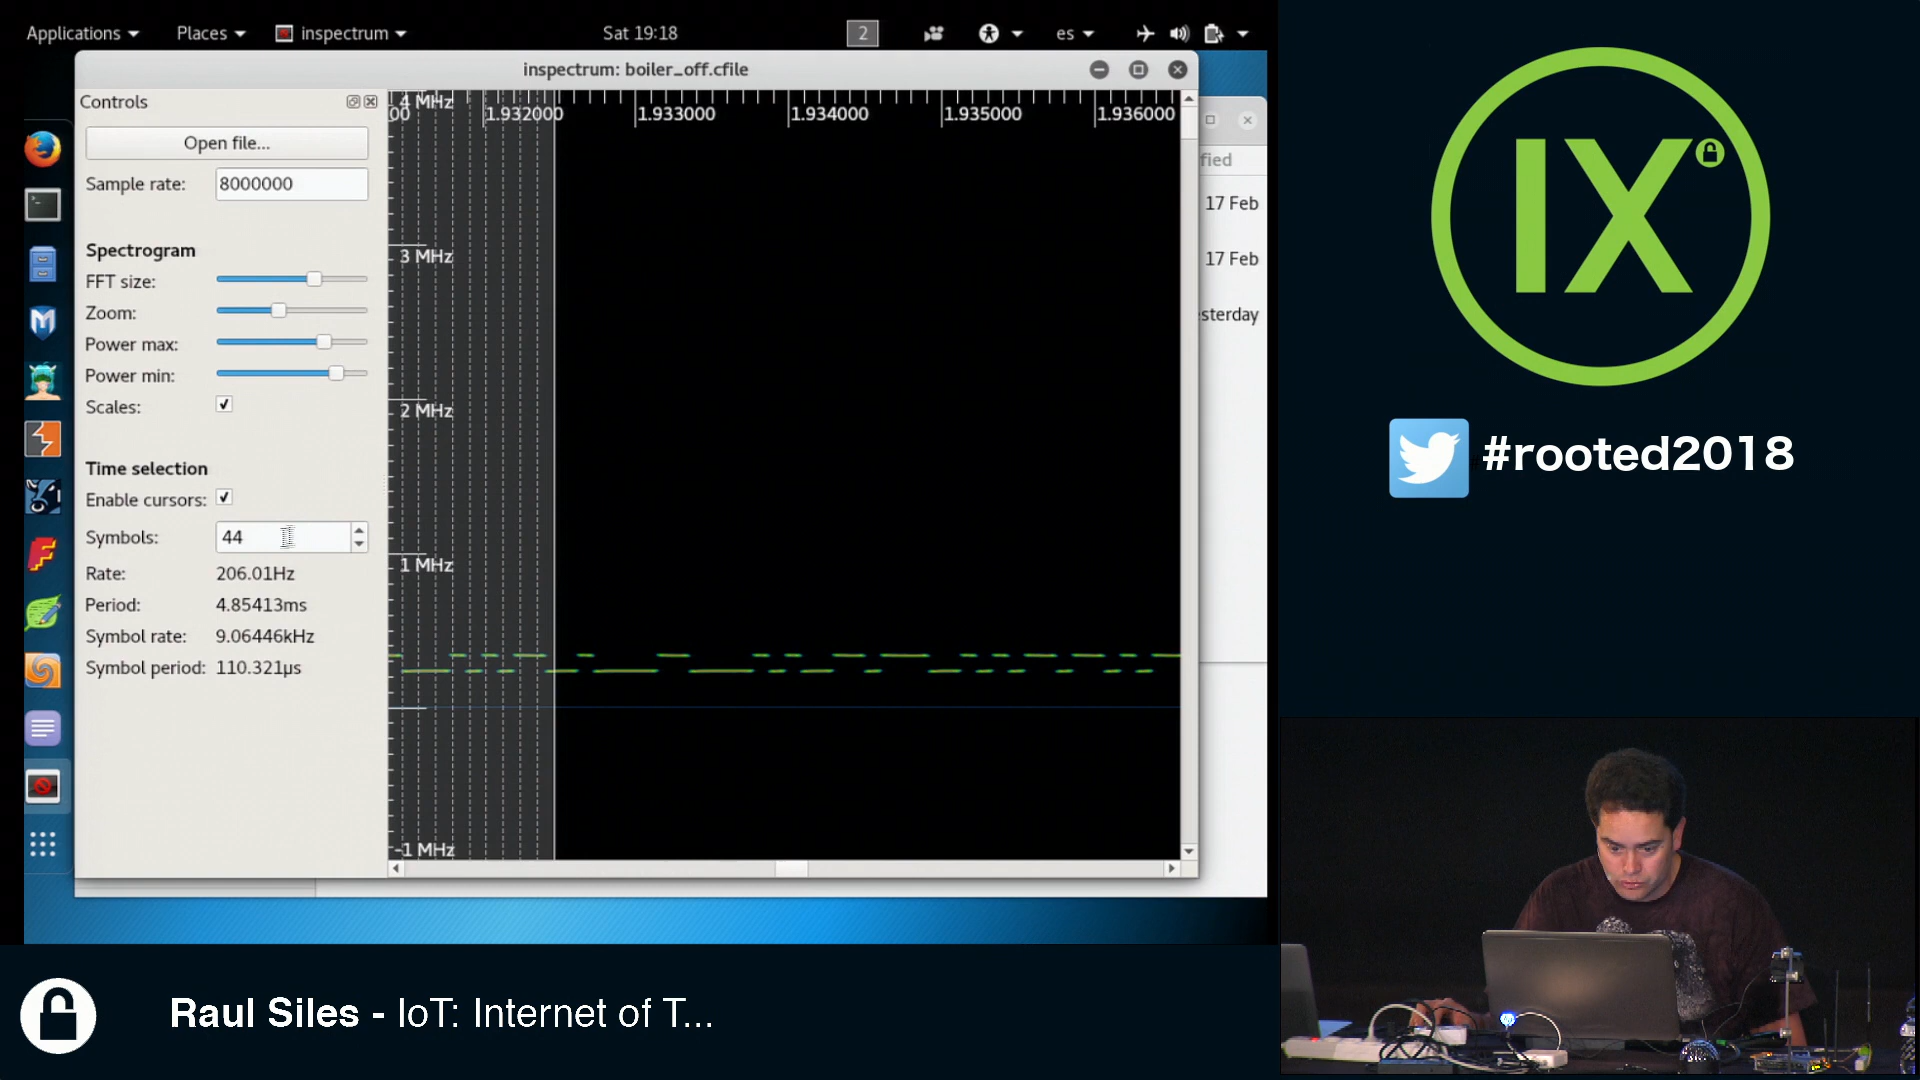 Applications Places inspectrum Sat 19:18 2 es
inspectrum: boiler_off.cfile
Controls
Open file...
Sample rate: 8000000
Spectrogram
FFT size:
Zoom:
Power max:
Power min:
Scales:
Time selection
Enable cursors:
Symbols: 44
Rate: 206.01Hz
Period: 4.85413ms
Symbol rate: 9.06446kHz
Symbol period: 110.321µs
4 MHz
00 1.932000 1.933000 1.934000 1.935000 1.936000
3 MHz
2 MHz
1 MHz
-1 MHz
fied
17 Feb
17 Feb
sterday
IX
#rooted2018
Raul Siles - IoT: Internet of T...